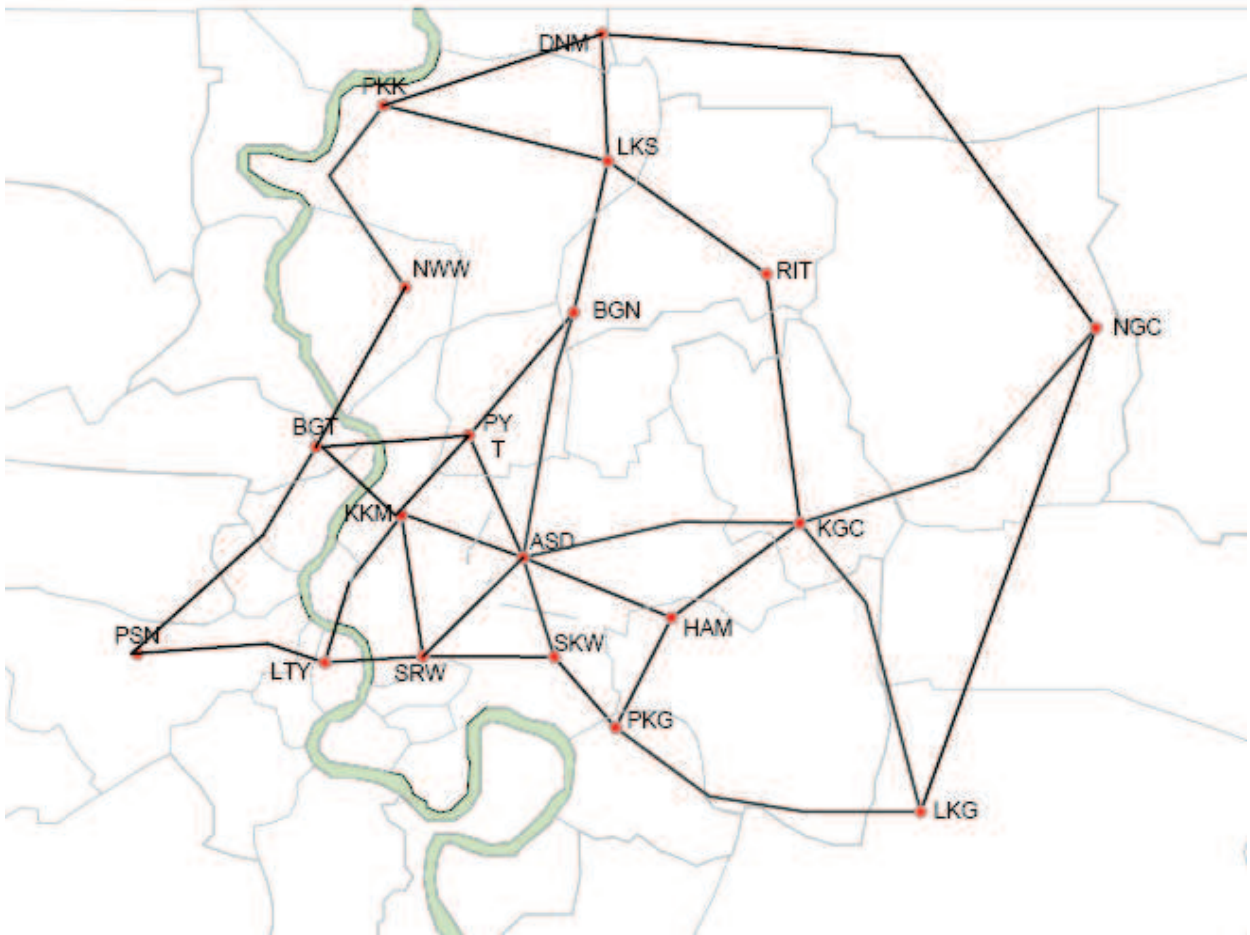 DNM
PKK
LKS
NWW
RIT
BGN
NGC
BGT
PY
T
KKM
ASD
KGC
HAM
PSN
LTY
SRW
SKW
PKG
LKG